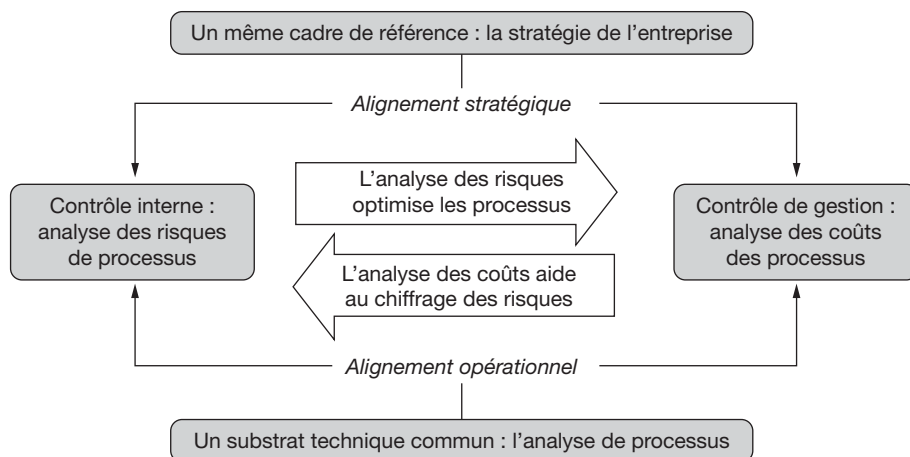 Un même cadre de référence : la stratégie de l’entreprise
Alignement stratégique
L’analyse des risques
optimise les processus
Contrôle interne :
analyse des risques
de processus
Contrôle de gestion :
analyse des coûts
des processus
L’analyse des coûts aide
au chiffrage des risques
Alignement opérationnel
Un substrat technique commun : l’analyse de processus